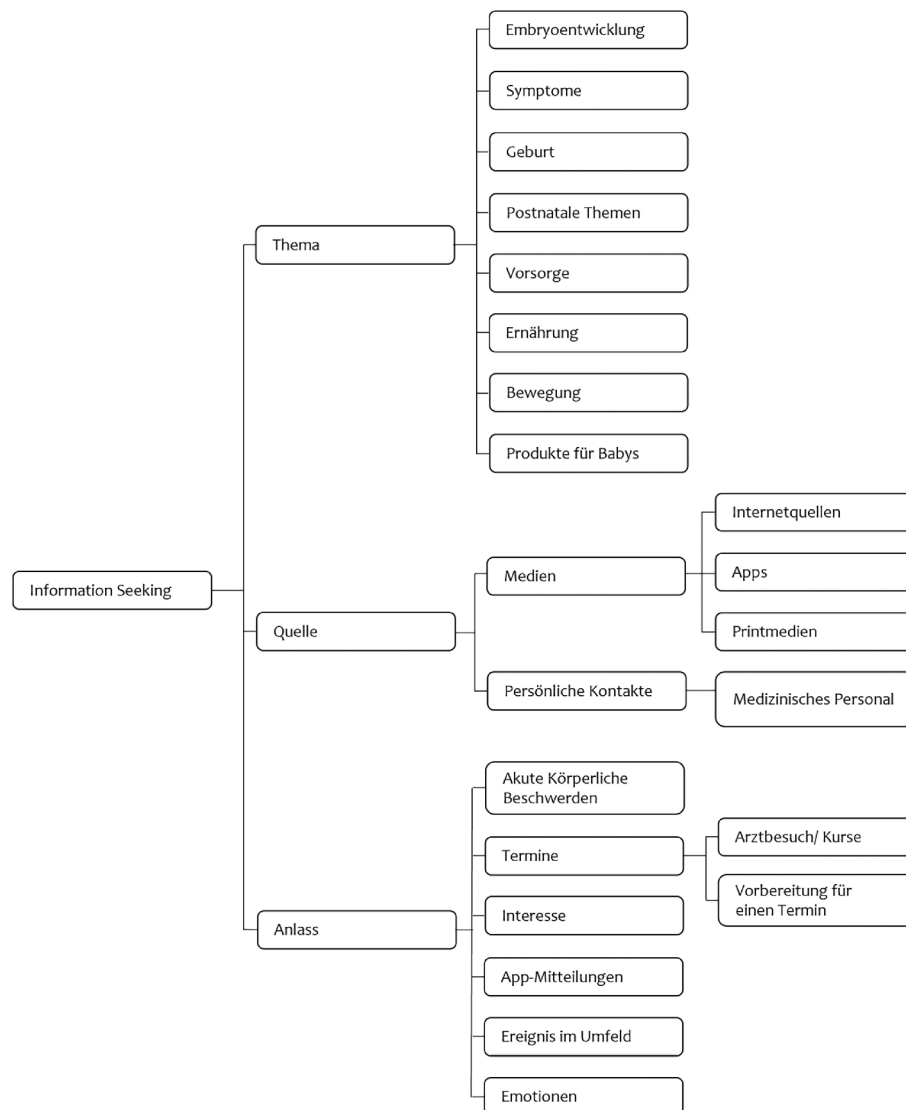 Embryoentwicklung
Symptome
Geburt
Postnatale Themen
Thema
Vorsorge
Ernährung
Bewegung
Produkte für Babys
Internetquellen
Information Seeking
Medien
Apps
Quelle
Printmedien
Persönliche Kontakte
Medizinisches Personal
Akute Körperliche
Beschwerden
Termine
Arztbesuch/ Kurse
Vorbereitung für
einen Termin
Interesse
Anlass
App-Mitteilungen
Ereignis im Umfeld
Emotionen